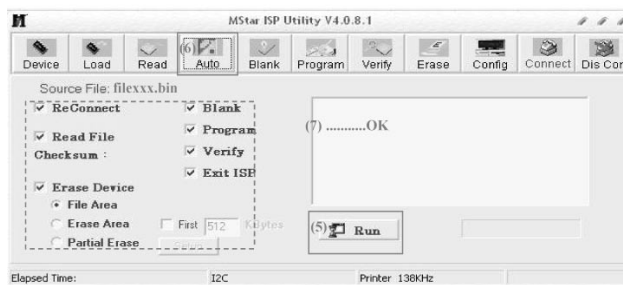 MStar ISP Utility V4.0.8.1
(6)
Device Load Read Auto Blank Program Verify Erase Config Connect Dis Con
Source File: filexxx.bin
ReConnect Blank
Read File Program
Checksum : Verify
Exit ISP
Erase Device
File Area
Erase Area First 512 Kbytes
Partial Erase
(7) ...........OK
(5) Run
Elapsed Time: I2C Printer 138KHz